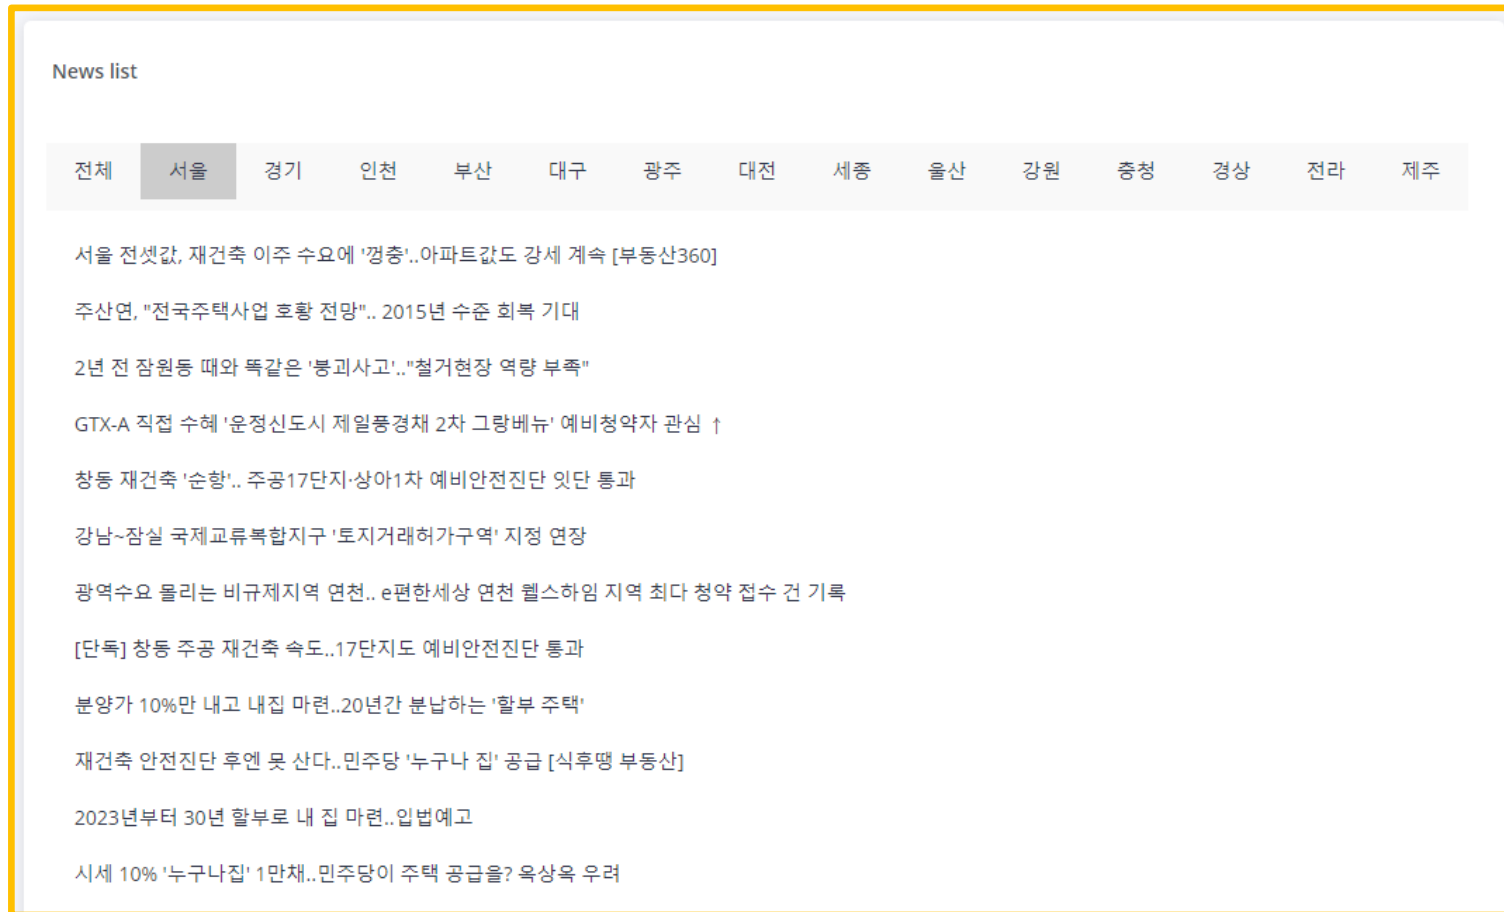 News list
전체 서울 경기 인천 부산 대구 광주 대전 세종 울산 강원 충청 경상 전라 제주
서울 전셋값, 재건축 이주 수요에 '껑충'..아파트값도 강세 계속 [부동산360]
주산연, "전국주택사업 호황 전망".. 2015년 수준 회복 기대
2년 전 잠원동 때와 똑같은 '붕괴사고'.."철거현장 역량 부족"
GTX-A 직접 수혜 '운정신도시 제일풍경채 2차 그랑베뉴' 예비청약자 관심 ↑
창동 재건축 '순항'.. 주공17단지·상아1차 예비안전진단 잇단 통과
강남~잠실 국제교류복합지구 '토지거래허가구역' 지정 연장
광역수요 몰리는 비규제지역 연천.. e편한세상 연천 웰스하임 지역 최다 청약 접수 건 기록
[단독] 창동 주공 재건축 속도..17단지도 예비안전진단 통과
분양가 10%만 내고 내집 마련..20년간 분납하는 '할부 주택'
재건축 안전진단 후엔 못 산다..민주당 '누구나 집' 공급 [식후땡 부동산]
2023년부터 30년 할부로 내 집 마련..입법예고
시세 10% '누구나집' 1만채..민주당이 주택 공급을? 옥상옥 우려